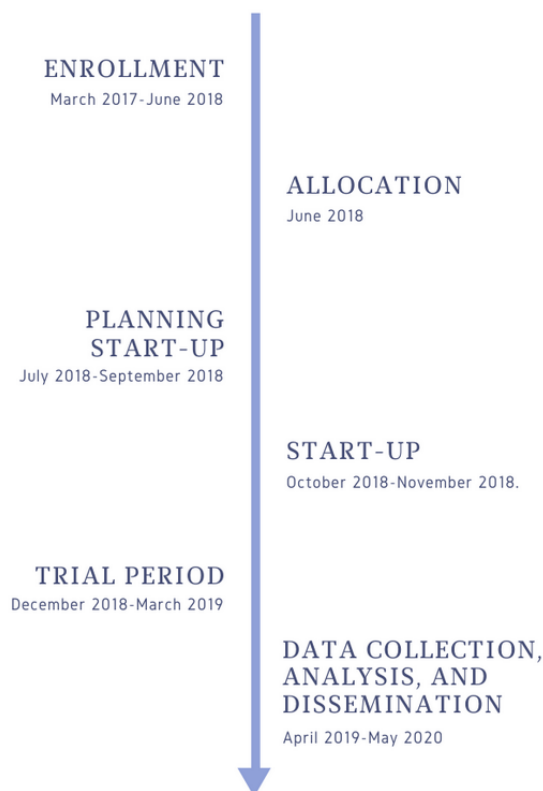 ENROLLMENT
March 2017-June 2018
ALLOCATION
June 2018
PLANNING
START-UP
July 2018-September 2018
START-UP
October 2018-November 2018.
TRIAL PERIOD
December 2018-March 2019
DATA COLLECTION,
ANALYSIS, AND
DISSEMINATION
April 2019-May 2020